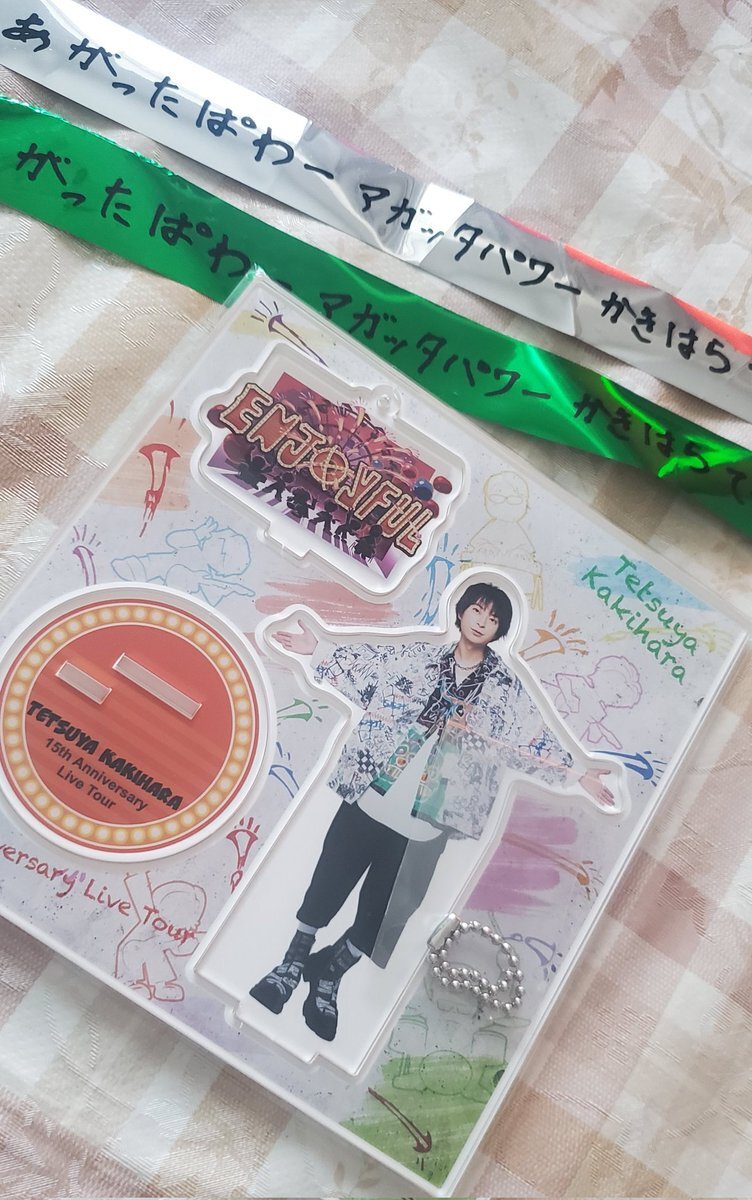 あがったぱわー マガッタパワー かきはら
がったぱわー マガッタパワー かきはらて
ENJOYFUL
Tetsuya
Kakihara
TETSUYA KAKIHARA
15th Anniversary
Live Tour
versary Live Tour